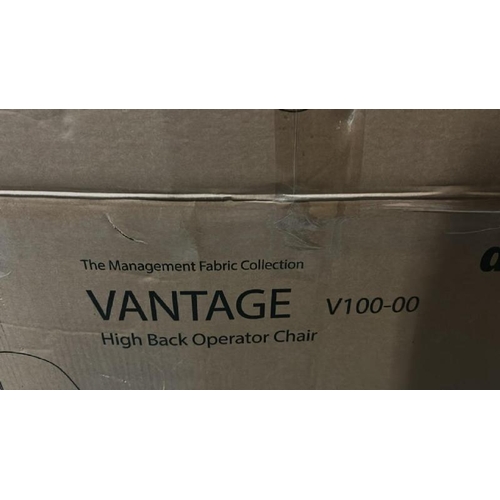 The Management Fabric Collection
VANTAGE V100-00
High Back Operator Chair